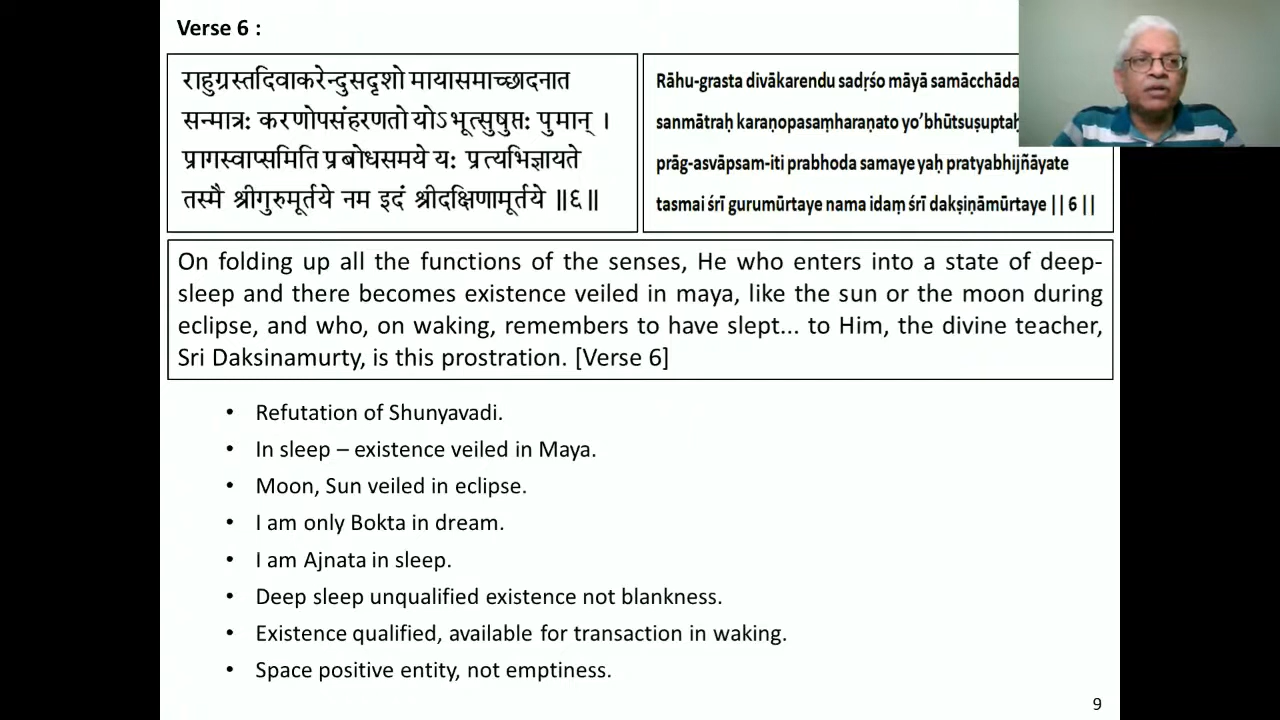 Verse 6 :
राहुग्रस्तदिवाकरेन्दुसदृशो मायासमाच्छादनात
सन्मात्रः करणोपसंहरणतो योऽभूत्सुषुप्तः पुमान् ।
प्रागस्वाप्समिति प्रबोधसमये यः प्रत्यभिज्ञायते
तस्मै श्रीगुरुमूर्तये नम इदं श्रीदक्षिणामूर्तये ॥६॥
Rāhu-grasta divākarendu sadṛśo māyā samācchāda
sanmātraḥ karaṇopasaṃharaṇato yo’bhūtsuṣuptaḥ
prāg-asvāpsam-iti prabhoda samaye yaḥ pratyabhijñāyate
tasmai śrī gurumūrtaye nama idaṃ śrī dakṣiṇāmūrtaye || 6 ||
On folding up all the functions of the senses, He who enters into a state of deep-
sleep and there becomes existence veiled in maya, like the sun or the moon during
eclipse, and who, on waking, remembers to have slept... to Him, the divine teacher,
Sri Daksinamurty, is this prostration. [Verse 6]
• Refutation of Shunyavadi.
• In sleep – existence veiled in Maya.
• Moon, Sun veiled in eclipse.
• I am only Bokta in dream.
• I am Ajnata in sleep.
• Deep sleep unqualified existence not blankness.
• Existence qualified, available for transaction in waking.
• Space positive entity, not emptiness.
9